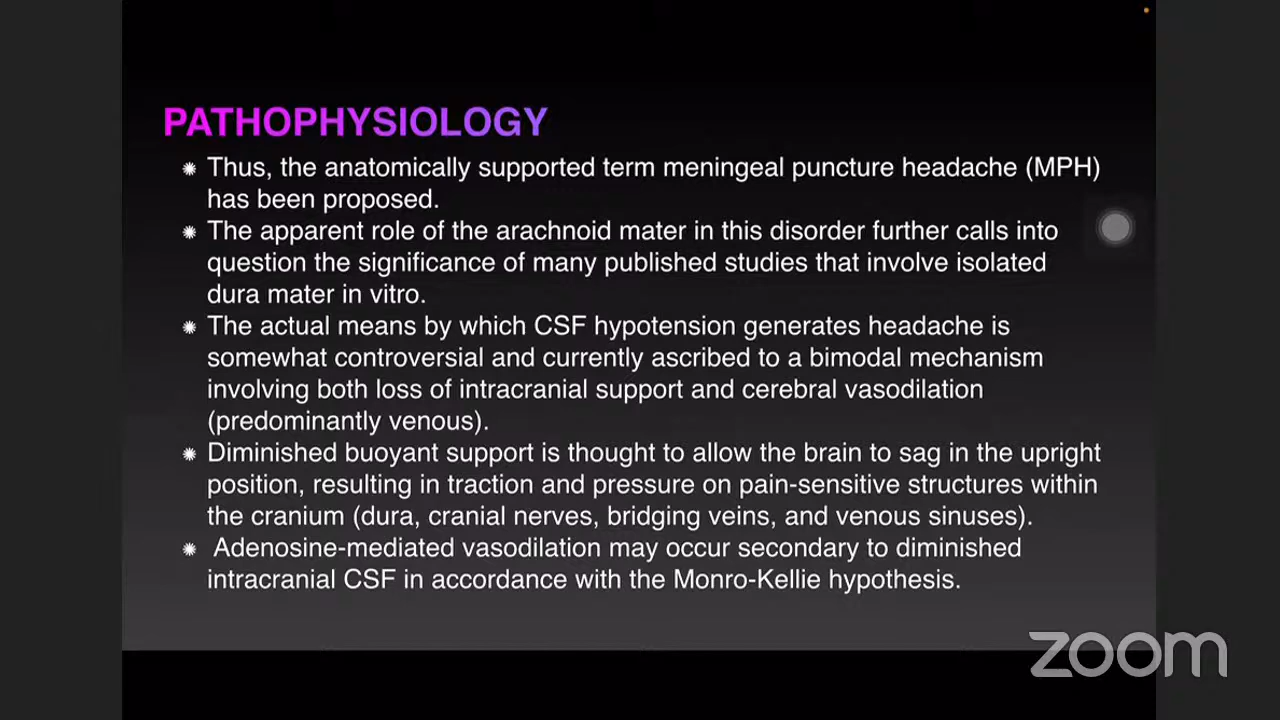 PATHOPHYSIOLOGY
Thus, the anatomically supported term meningeal puncture headache (MPH)
has been proposed.
The apparent role of the arachnoid mater in this disorder further calls into
question the significance of many published studies that involve isolated
dura mater in vitro.
The actual means by which CSF hypotension generates headache is
somewhat controversial and currently ascribed to a bimodal mechanism
involving both loss of intracranial support and cerebral vasodilation
(predominantly venous).
Diminished buoyant support is thought to allow the brain to sag in the upright
position, resulting in traction and pressure on pain-sensitive structures within
the cranium (dura, cranial nerves, bridging veins, and venous sinuses).
Adenosine-mediated vasodilation may occur secondary to diminished
intracranial CSF in accordance with the Monro-Kellie hypothesis.
zoom